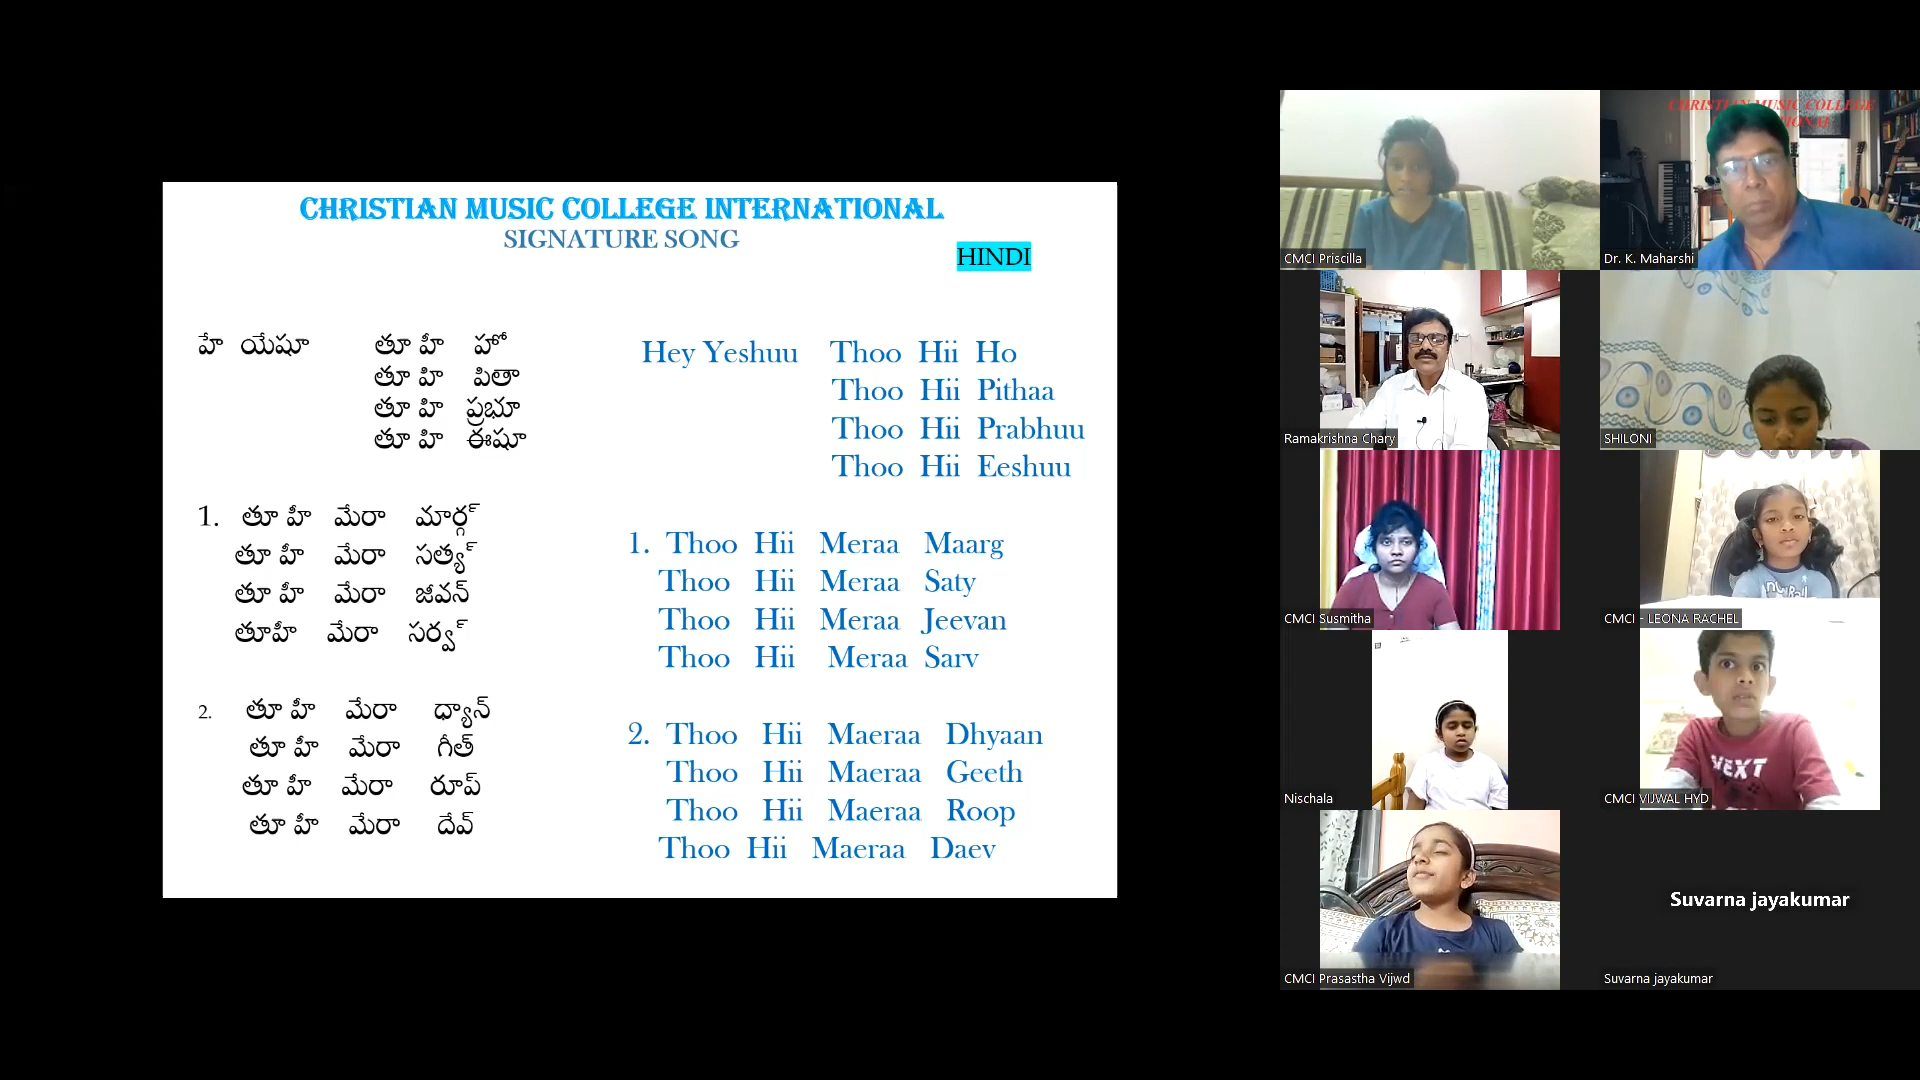 CHRISTIAN MUSIC COLLEGE INTERNATIONAL
SIGNATURE SONG
HINDI
హే యేషూ తూ హి హో
తూ హి పితా
తూ హి ప్రభూ
తూ హి ఈషూ
1. తూ హి మేరా మార్గ్
తూ హి మేరా సత్య్
తూ హి మేరా జీవన్
తూహి మేరా సర్వ్
2. తూ హి మేరా ధ్యాన్
తూ హి మేరా గీత్
తూ హి మేరా రూప్
తూ హి మేరా దేవ్
Hey Yeshuu Thoo Hii Ho
Thoo Hii Pithaa
Thoo Hii Prabhuu
Thoo Hii Eeshuu
1. Thoo Hii Meraa Maarg
Thoo Hii Meraa Saty
Thoo Hii Meraa Jeevan
Thoo Hii Meraa Sarv
2. Thoo Hii Maeraa Dhyaan
Thoo Hii Maeraa Geeth
Thoo Hii Maeraa Roop
Thoo Hii Maeraa Daev
CMCI Priscilla
CHRISTIAN MUSIC COLLEGE
Dr. K. Maharshi
Ramakrishna Chary
SHILONI
CMCI Susmitha
CMCI - LEONA RACHEL
Nischala
NEXT
CMCI VIJWAL HYD
CMCI Prasastha Vijwd
Suvarna jayakumar
Suvarna jayakumar